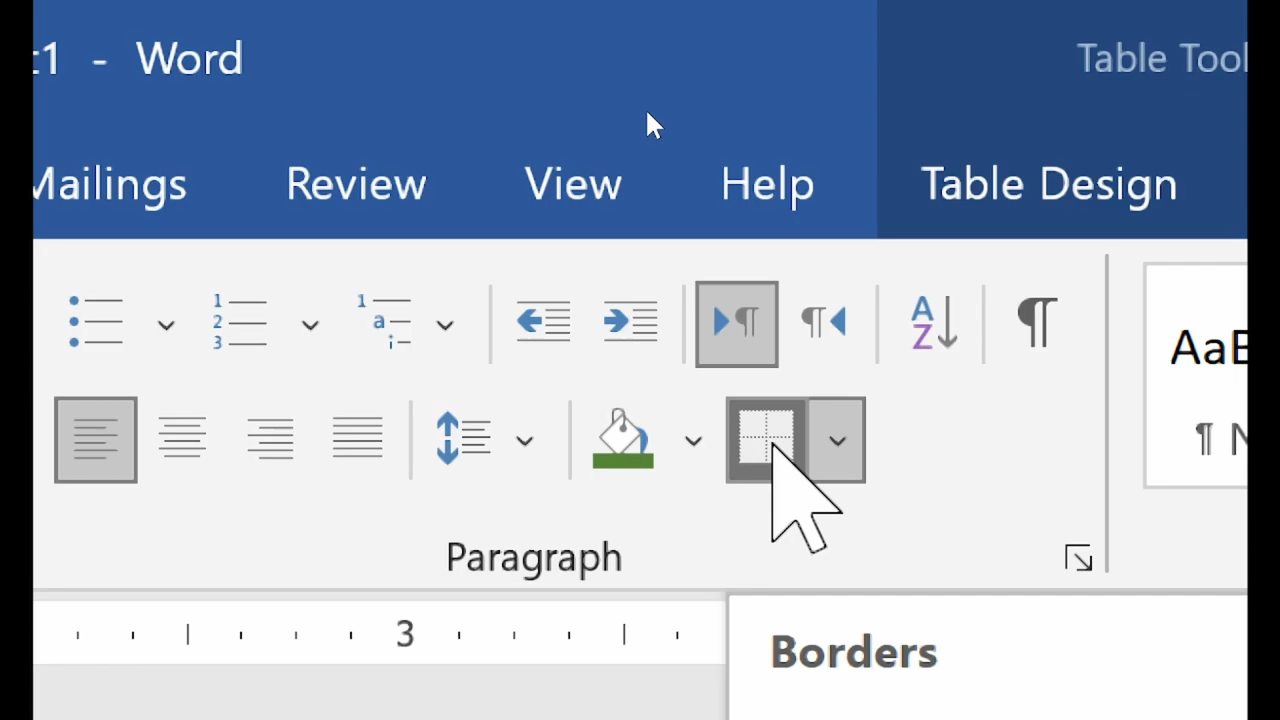 :1 - Word
Table Tool
Mailings Review View Help Table Design
AaB
¶ N
Paragraph
3
Borders